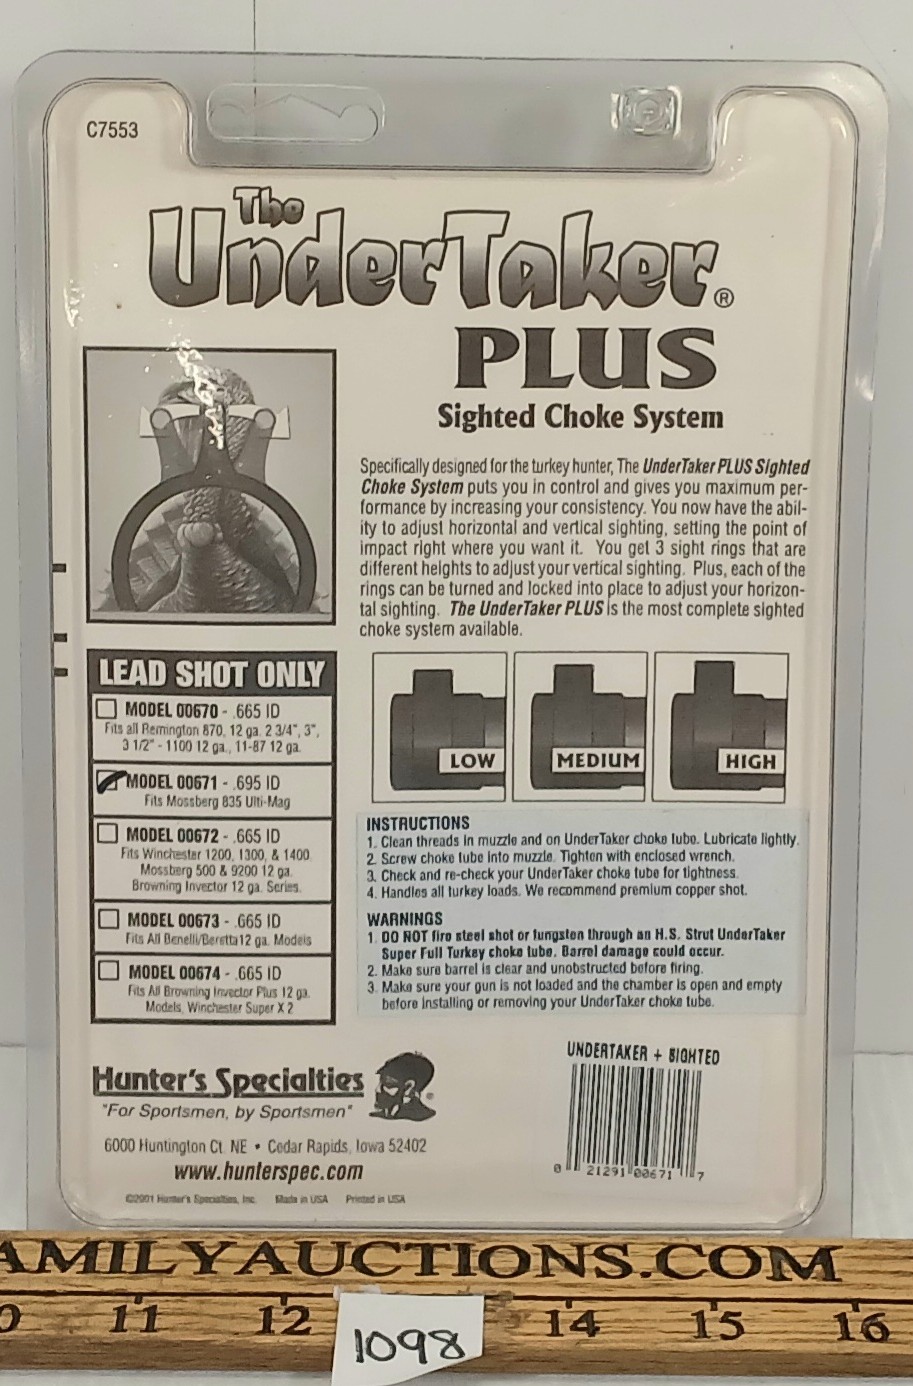 C7553
The
UnderTaker®
PLUS
Sighted Choke System
Specifically designed for the turkey hunter, The UnderTaker PLUS Sighted
Choke System puts you in control and gives you maximum per-
formance by increasing your consistency. You now have the abil-
ity to adjust horizontal and vertical sighting, setting the point of
impact right where you want it. You get 3 sight rings that are
different heights to adjust your vertical sighting. Plus, each of the
rings can be turned and locked into place to adjust your horizon-
tal sighting. The UnderTaker PLUS is the most complete sighted
choke system available.
LEAD SHOT ONLY
MODEL 00670 - .665 ID
Fits all Remington 870, 12 ga. 2 3/4", 3",
3 1/2" - 1100 12 ga., 11-87 12 ga.
MODEL 00671 - .695 ID
Fits Mossberg 835 Ulti-Mag
MODEL 00672 - .665 ID
Fits Winchester 1200, 1300, & 1400
Mossberg 500 & 9200 12 ga.
Browning Invector 12 ga. Series.
MODEL 00673 - .665 ID
Fits All Benelli/Beretta 12 ga. Models
MODEL 00674 - .665 ID
Fits All Browning Invector Plus 12 ga.
Models, Winchester Super X 2
LOW
MEDIUM
HIGH
INSTRUCTIONS
1. Clean threads in muzzle and on UnderTaker choke tube. Lubricate lightly.
2. Screw choke tube into muzzle. Tighten with enclosed wrench.
3. Check and re-check your UnderTaker choke tube for tightness.
4. Handles all turkey loads. We recommend premium copper shot.
WARNINGS
1. DO NOT fire steel shot or tungsten through an H.S. Strut UnderTaker
Super Full Turkey choke tube. Barrel damage could occur.
2. Make sure barrel is clear and unobstructed before firing.
3. Make sure your gun is not loaded and the chamber is open and empty
before installing or removing your UnderTaker choke tube.
Hunter's Specialties®
"For Sportsmen, by Sportsmen"
6000 Huntington Ct. NE • Cedar Rapids, Iowa 52402
www.hunterspec.com
©2001 Hunter's Specialties, Inc. Made in USA Printed in USA
UNDERTAKER + SIGHTED
0 21291 00671 7
AMILYAUCTIONS.COM
0 11 12 14 15 16
1098